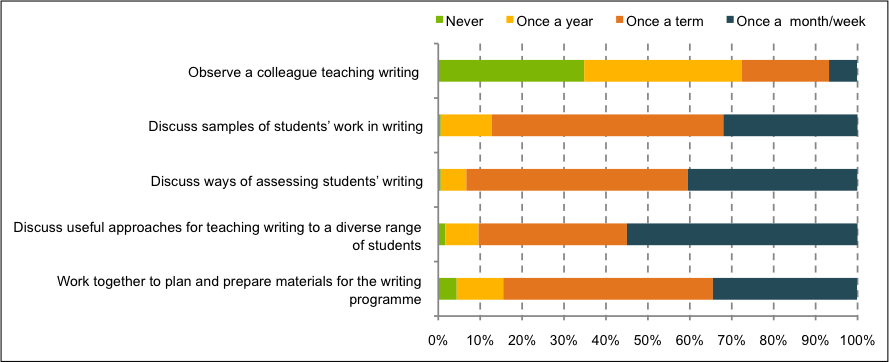 Never Once a year Once a term Once a month/week
Observe a colleague teaching writing
Discuss samples of students' work in writing
Discuss ways of assessing students' writing
Discuss useful approaches for teaching writing to a diverse range
of students
Work together to plan and prepare materials for the writing
programme
0% 10% 20% 30% 40% 50% 60% 70% 80% 90% 100%